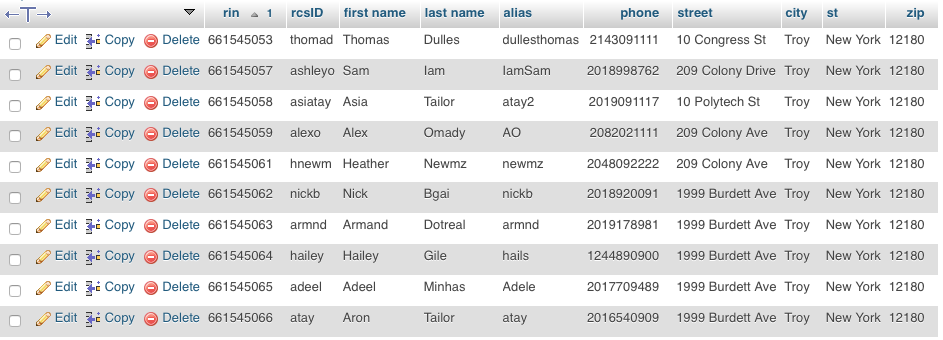 rin 1 rcsID first name last name alias phone street city st zip
Edit Copy Delete 661545053 thomad Thomas Dulles dullesthomas 2143091111 10 Congress St Troy New York 12180
Edit Copy Delete 661545057 ashleyo Sam Iam IamSam 2018998762 209 Colony Drive Troy New York 12180
Edit Copy Delete 661545058 asiatay Asia Tailor atay2 2019091117 10 Polytech St Troy New York 12180
Edit Copy Delete 661545059 alexo Alex Omady AO 2082021111 209 Colony Ave Troy New York 12180
Edit Copy Delete 661545061 hnewm Heather Newmz newmz 2048092222 209 Colony Ave Troy New York 12180
Edit Copy Delete 661545062 nickb Nick Bgai nickb 2018920091 1999 Burdett Ave Troy New York 12180
Edit Copy Delete 661545063 armnd Armand Dotreal armnd 2019178981 1999 Burdett Ave Troy New York 12180
Edit Copy Delete 661545064 hailey Hailey Gile hails 1244890900 1999 Burdett Ave Troy New York 12180
Edit Copy Delete 661545065 adeel Adeel Minhas Adele 2017709489 1999 Burdett Ave Troy New York 12180
Edit Copy Delete 661545066 atay Aron Tailor atay 2016540909 1999 Burdett Ave Troy New York 12180